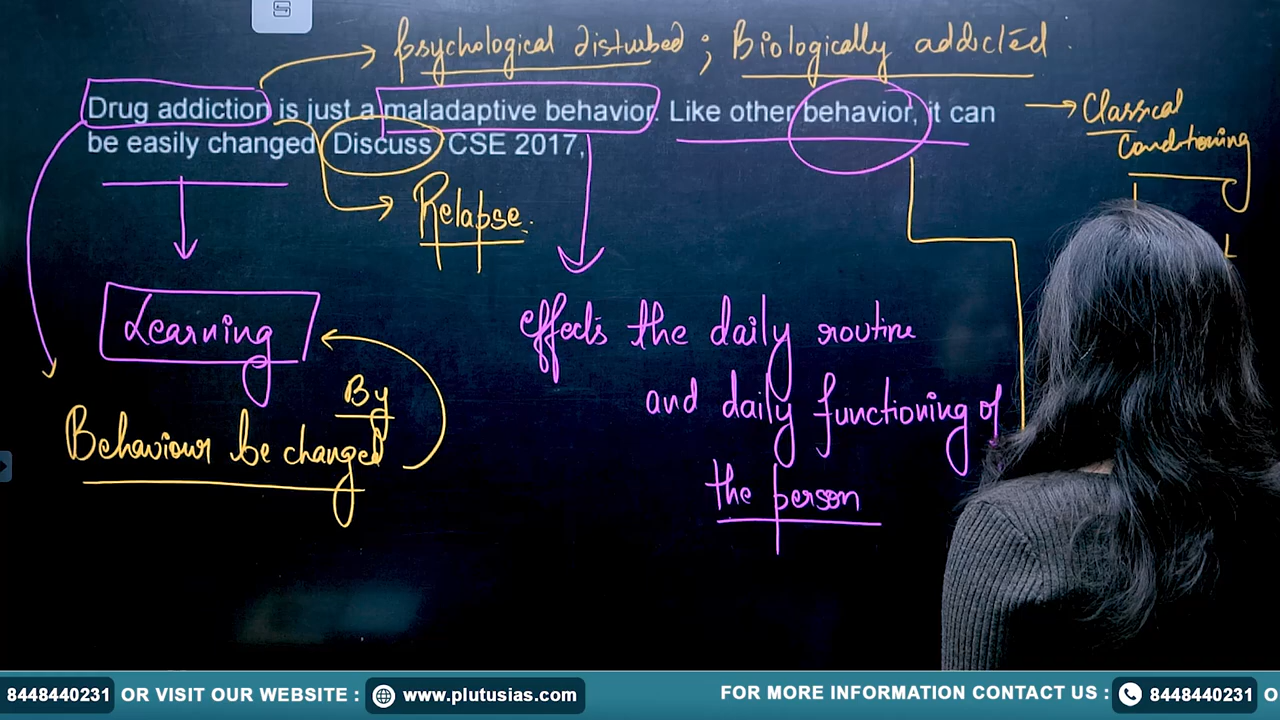 Psychological disturbed ; Biologically addicted.
Drug addiction is just a maladaptive behavior. Like other behavior, it can
be easily changed Discuss CSE 2017,
Classical
Conditioning
Relapse.
Learning
effects the daily routine
and daily functioning of
the person
By
Behaviour be changed
8448440231 OR VISIT OUR WEBSITE : www.plutusias.com FOR MORE INFORMATION CONTACT US : 8448440231 O